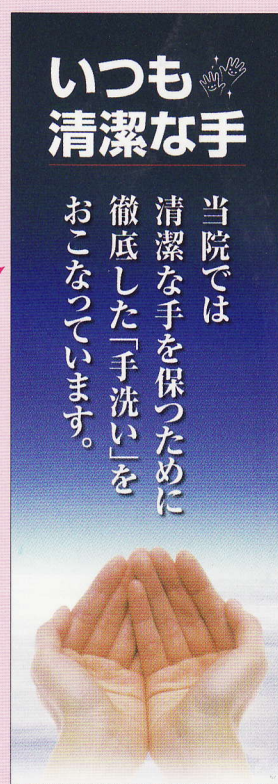 いつも
清潔な手
当院では
清潔な手を保つために
徹底した「手洗い」を
おこなっています。